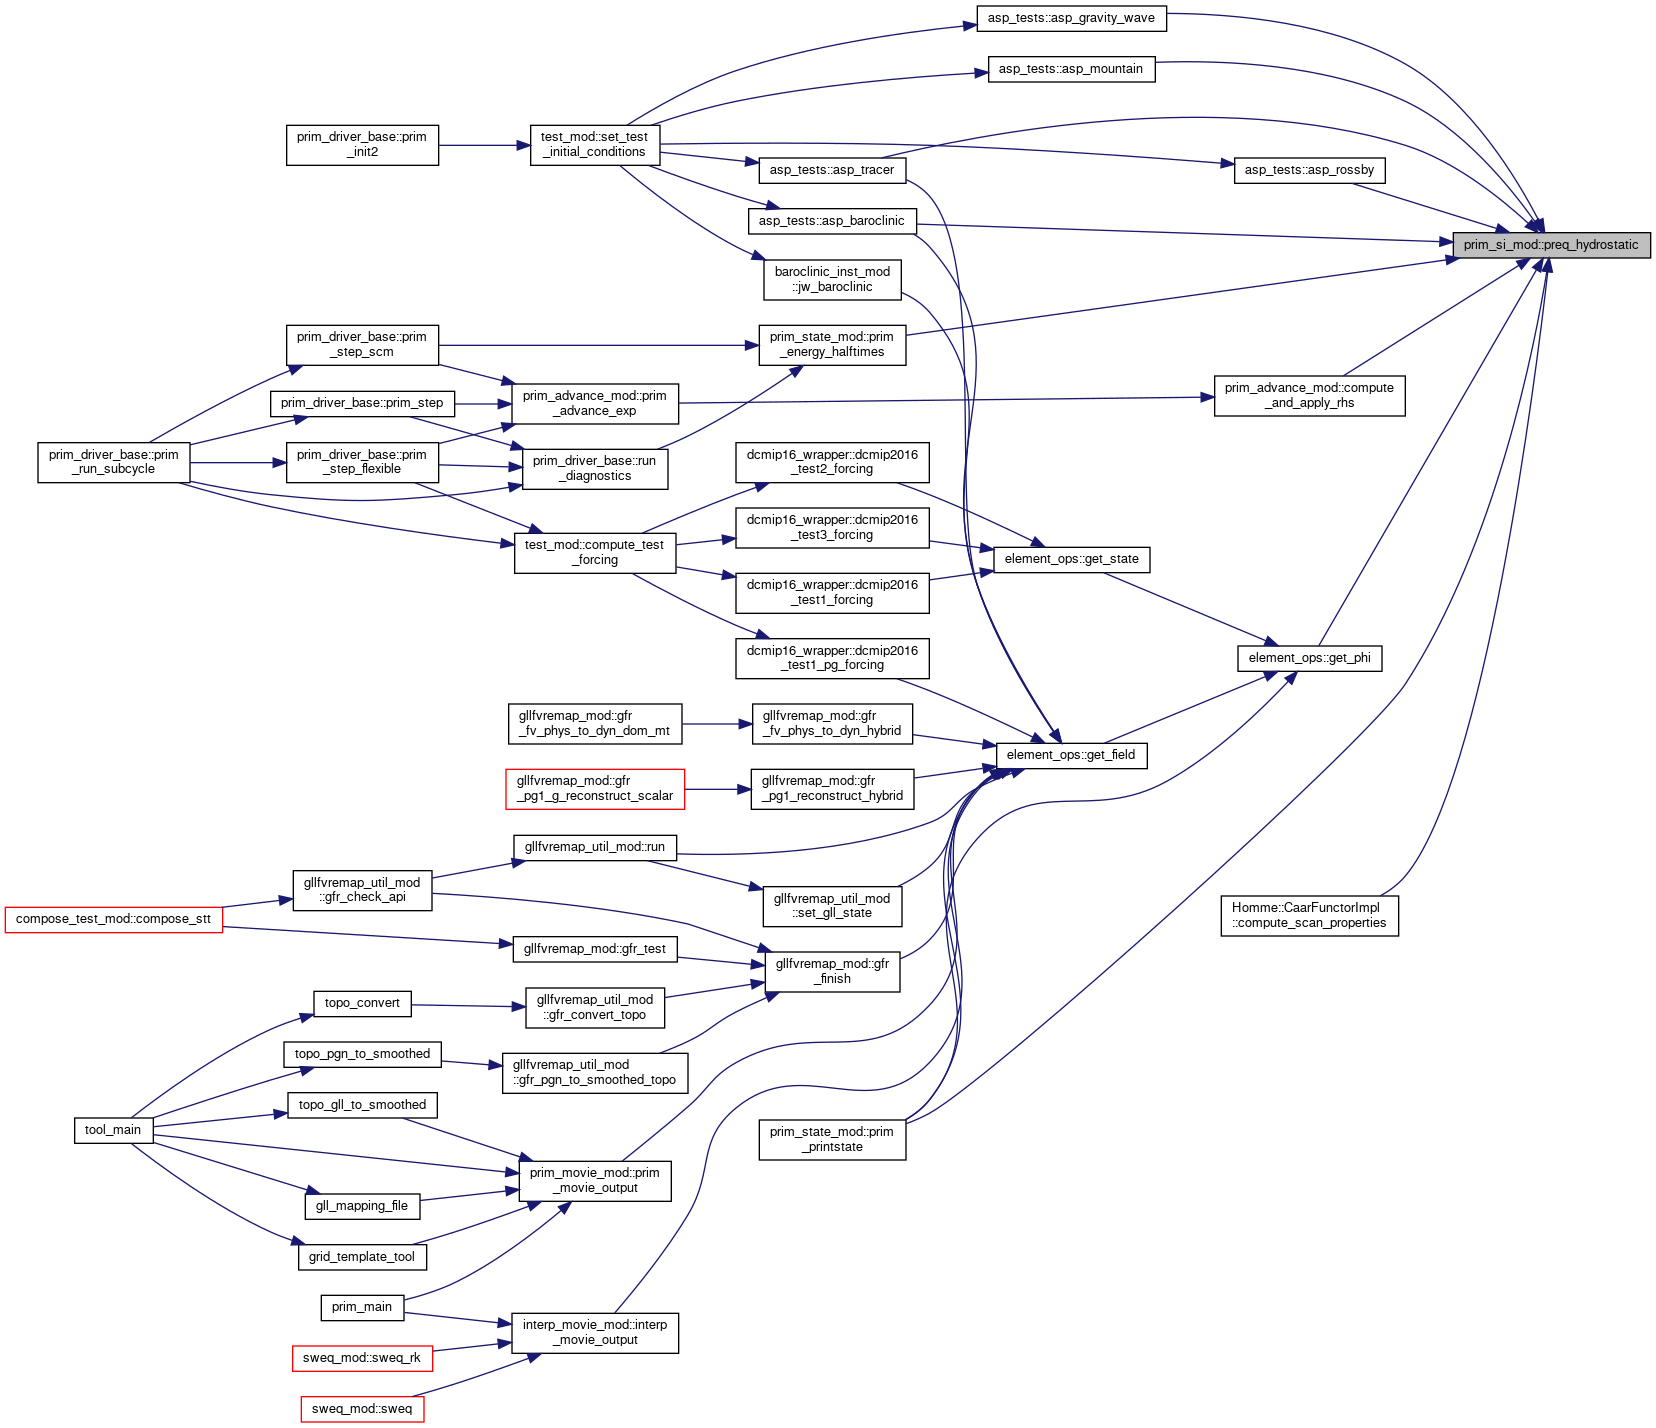 asp_tests::asp_gravity_wave
asp_tests::asp_mountain
prim_driver_base::prim
_init2
test_mod::set_test
_initial_conditions
asp_tests::asp_tracer
asp_tests::asp_rossby
asp_tests::asp_baroclinic
prim_si_mod::preq_hydrostatic
baroclinic_inst_mod
::jw_baroclinic
prim_driver_base::prim
_step_scm
prim_state_mod::prim
_energy_halftimes
prim_driver_base::prim_step
prim_advance_mod::prim
_advance_exp
prim_advance_mod::compute
_and_apply_rhs
prim_driver_base::prim
_run_subcycle
prim_driver_base::prim
_step_flexible
prim_driver_base::run
_diagnostics
dcmip16_wrapper::dcmip2016
_test2_forcing
dcmip16_wrapper::dcmip2016
_test3_forcing
test_mod::compute_test
_forcing
element_ops::get_state
dcmip16_wrapper::dcmip2016
_test1_forcing
dcmip16_wrapper::dcmip2016
_test1_pg_forcing
element_ops::get_phi
gllfvremap_mod::gfr
_fv_phys_to_dyn_dom_mt
gllfvremap_mod::gfr
_fv_phys_to_dyn_hybrid
element_ops::get_field
gllfvremap_mod::gfr
_pg1_g_reconstruct_scalar
gllfvremap_mod::gfr
_pg1_reconstruct_hybrid
gllfvremap_util_mod::run
gllfvremap_util_mod
::gfr_check_api
gllfvremap_util_mod
::set_gll_state
Homme::CaarFunctorImpl
::compute_scan_properties
compose_test_mod::compose_stt
gllfvremap_mod::gfr_test
gllfvremap_mod::gfr
_finish
topo_convert
gllfvremap_util_mod
::gfr_convert_topo
topo_pgn_to_smoothed
gllfvremap_util_mod
::gfr_pgn_to_smoothed_topo
topo_gll_to_smoothed
tool_main
prim_state_mod::prim
_printstate
prim_movie_mod::prim
_movie_output
gll_mapping_file
grid_template_tool
prim_main
interp_movie_mod::interp
_movie_output
sweq_mod::sweq_rk
sweq_mod::sweq